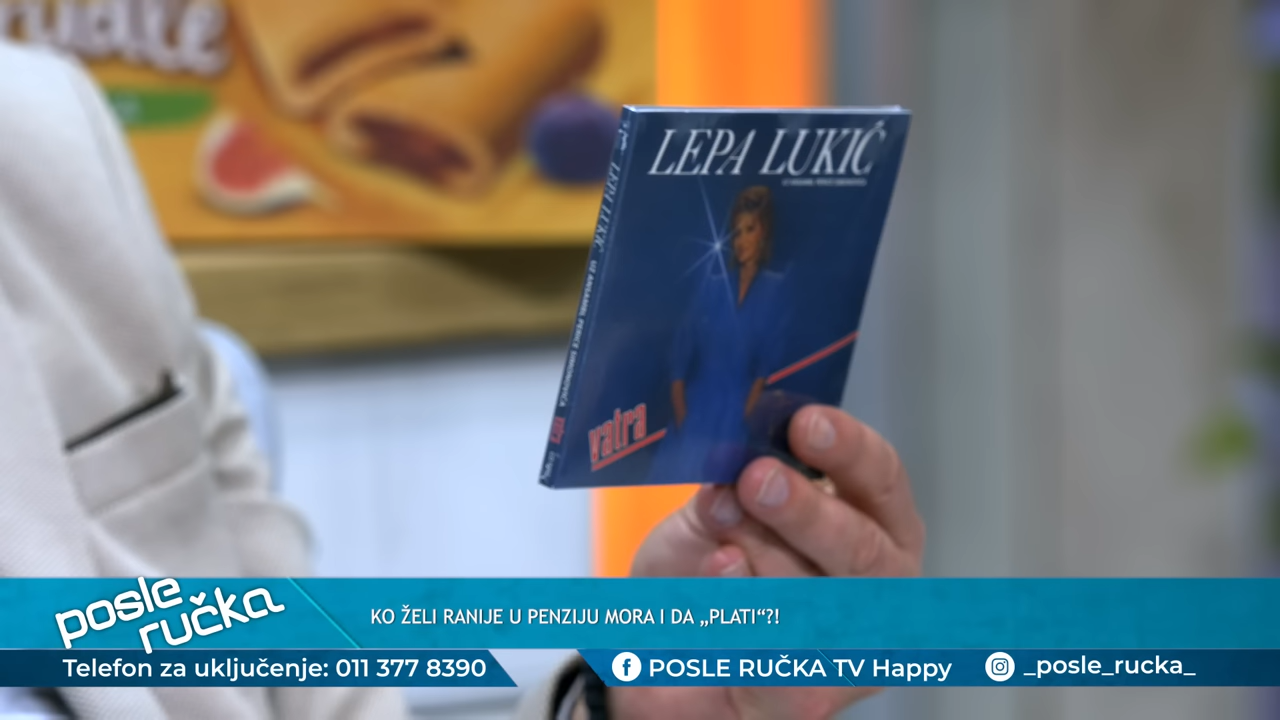 LEPA LUKIĆ
LEPA LUKIĆ
vatra
posle
ručka
KO ŽELI RANIJE U PENZIJU MORA I DA „PLATI“?!
Telefon za uključenje: 011 377 8390
POSLE RUČKA TV Happy
_posle_rucka_